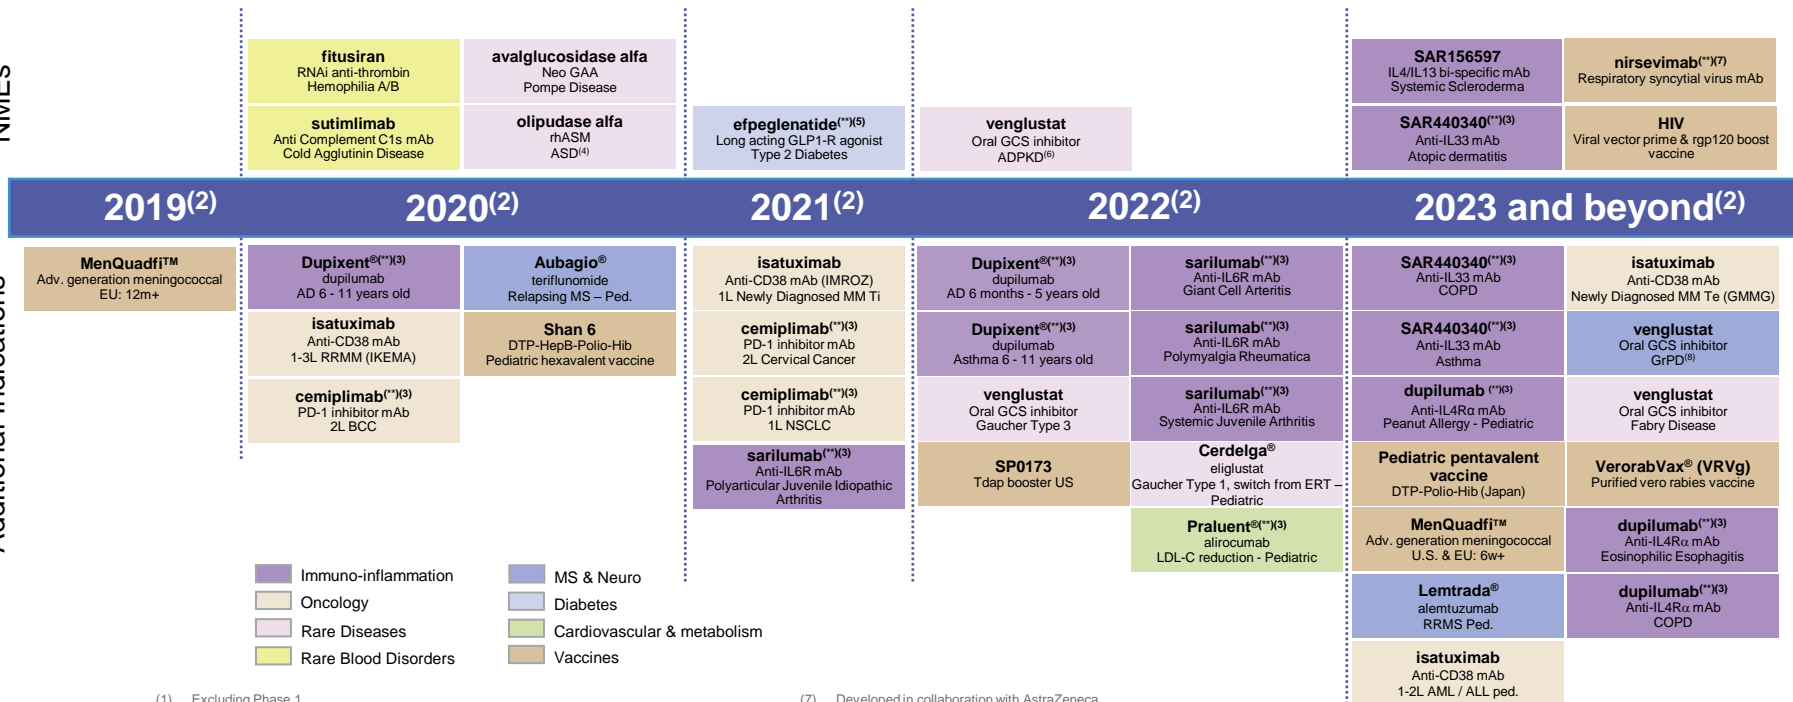 NMEs
fitusiran
RNAi anti-thrombin
Hemophilia A/B
avalglucosidase alfa
Neo GAA
Pompe Disease
sutimlimab
Anti Complement C1s mAb
Cold Agglutinin Disease
olipudase alfa
rhASM
ASD(4)
efpeglenatide(**)(5)
Long acting GLP1-R agonist
Type 2 Diabetes
venglustat
Oral GCS inhibitor
ADPKD(6)
SAR156597
IL4/IL13 bi-specific mAb
Systemic Scleroderma
nirsevimab(**)(7)
Respiratory syncytial virus mAb
SAR440340(**)(3)
Anti-IL33 mAb
Atopic dermatitis
HIV
Viral vector prime & rgp120 boost
vaccine
2019(2)
2020(2)
2021(2)
2022(2)
2023 and beyond(2)
Additional Indications
MenQuadfi™
Adv. generation meningococcal
EU: 12m+
Dupixent®(**)(3)
dupilumab
AD 6 - 11 years old
isatuximab
Anti-CD38 mAb
1-3L RRMM (IKEMA)
cemiplimab(**)(3)
PD-1 inhibitor mAb
2L BCC
Aubagio®
teriflunomide
Relapsing MS – Ped.
Shan 6
DTP-HepB-Polio-Hib
Pediatric hexavalent vaccine
isatuximab
Anti-CD38 mAb (IMROZ)
1L Newly Diagnosed MM Ti
cemiplimab(**)(3)
PD-1 inhibitor mAb
2L Cervical Cancer
cemiplimab(**)(3)
PD-1 inhibitor mAb
1L NSCLC
sarilumab(**)(3)
Anti-IL6R mAb
Polyarticular Juvenile Idiopathic
Arthritis
Dupixent®(**)(3)
dupilumab
AD 6 months - 5 years old
Dupixent®(**)(3)
dupilumab
Asthma 6 - 11 years old
venglustat
Oral GCS inhibitor
Gaucher Type 3
SP0173
Tdap booster US
sarilumab(**)(3)
Anti-IL6R mAb
Giant Cell Arteritis
sarilumab(**)(3)
Anti-IL6R mAb
Polymyalgia Rheumatica
sarilumab(**)(3)
Anti-IL6R mAb
Systemic Juvenile Arthritis
Cerdelga®
eliglustat
Gaucher Type 1, switch from ERT –
Pediatric
Praluent®(**)(3)
alirocumab
LDL-C reduction - Pediatric
SAR440340(**)(3)
Anti-IL33 mAb
COPD
SAR440340(**)(3)
Anti-IL33 mAb
Asthma
dupilumab (**)(3)
Anti-IL4Rα mAb
Peanut Allergy - Pediatric
Pediatric pentavalent
vaccine
DTP-Polio-Hib (Japan)
MenQuadfi™
Adv. generation meningococcal
U.S. & EU: 6w+
Lemtrada®
alemtuzumab
RRMS Ped.
isatuximab
Anti-CD38 mAb
1-2L AML / ALL ped.
isatuximab
Anti-CD38 mAb
Newly Diagnosed MM Te (GMMG)
venglustat
Oral GCS inhibitor
GrPD(8)
venglustat
Oral GCS inhibitor
Fabry Disease
VerorabVax® (VRVg)
Purified vero rabies vaccine
dupilumab(**)(3)
Anti-IL4Rα mAb
Eosinophilic Esophagitis
dupilumab(**)(3)
Anti-IL4Rα mAb
COPD
Immuno-inflammation
Oncology
Rare Diseases
Rare Blood Disorders
MS & Neuro
Diabetes
Cardiovascular & metabolism
Vaccines
(1) Excluding Phase 1
(7) Developed in collaboration with AstraZeneca